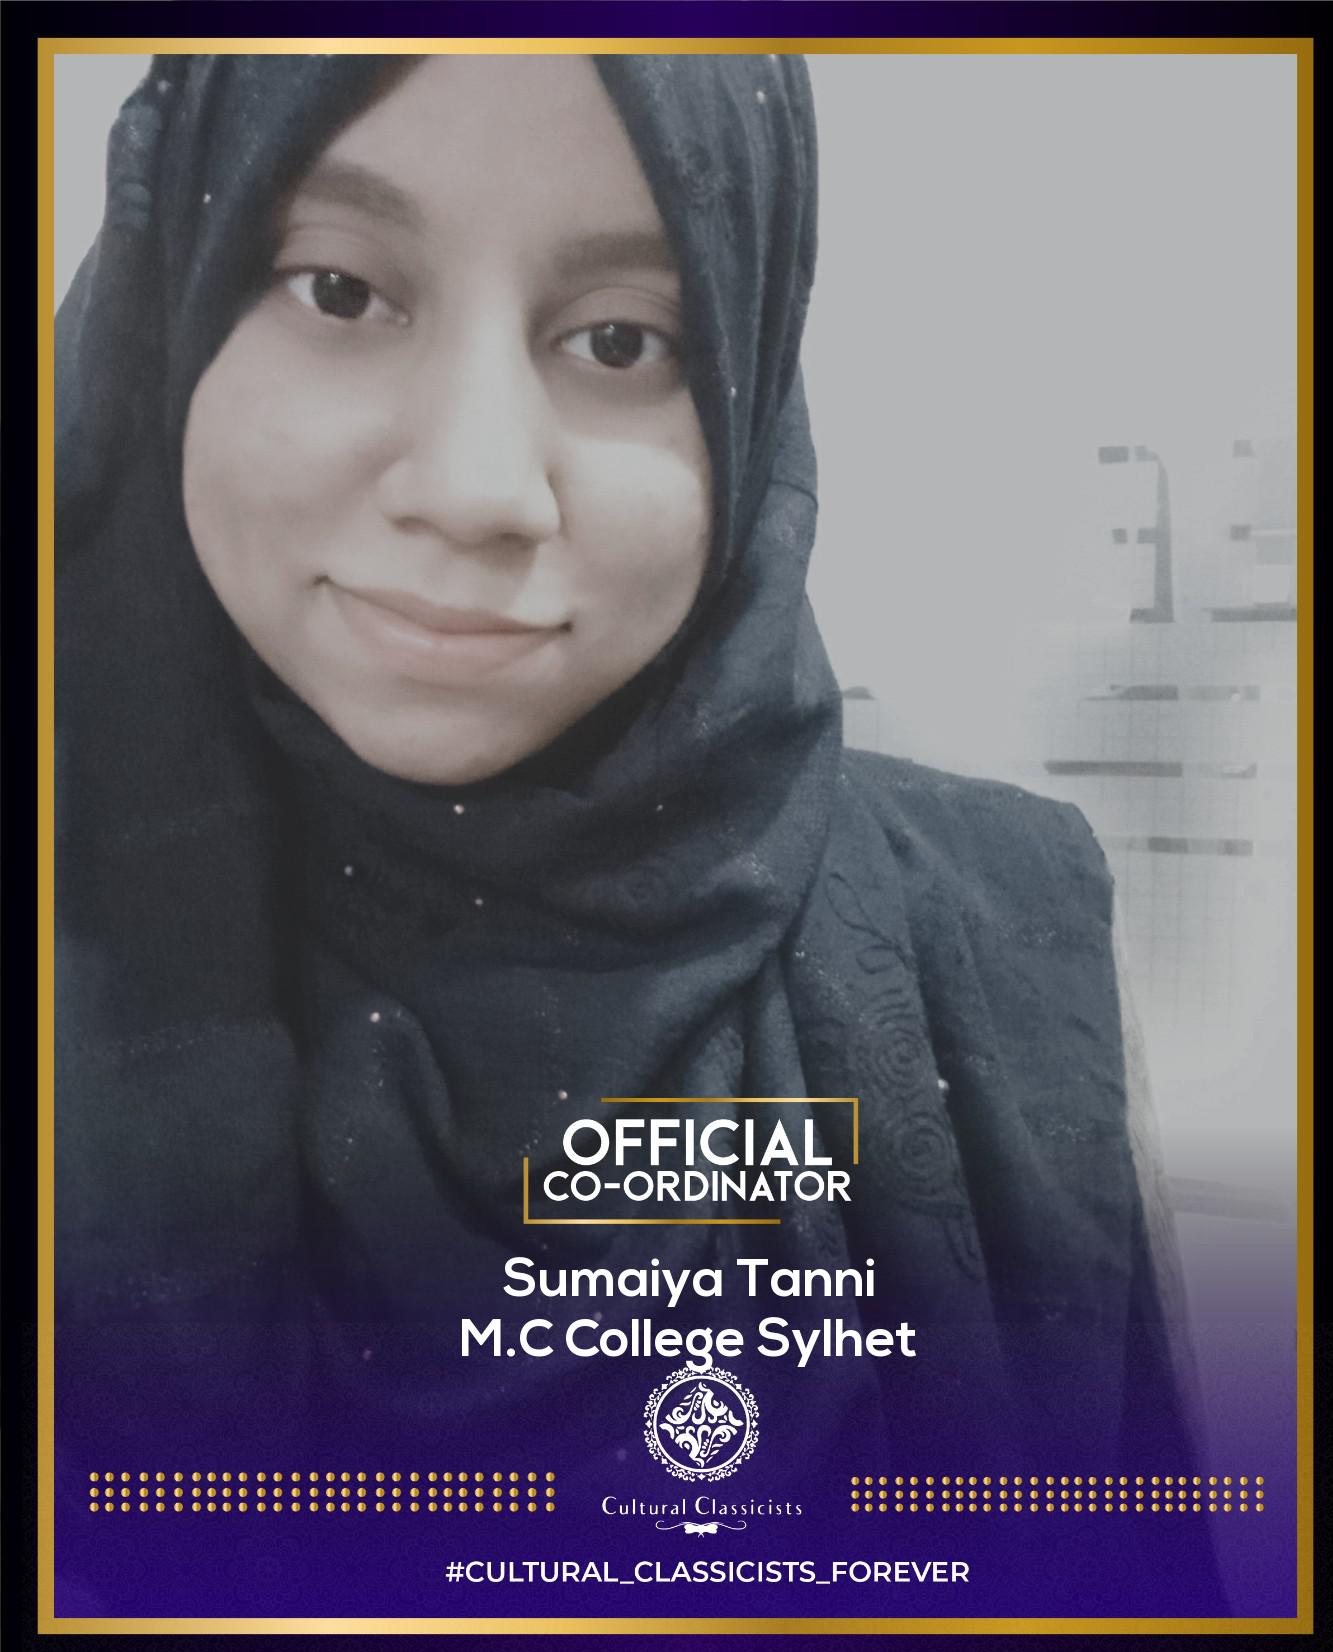 OFFICIAL
CO-ORDINATOR
Sumaiya Tanni
M.C College Sylhet
Cultural Classicists
#CULTURAL_CLASSICISTS_FOREVER